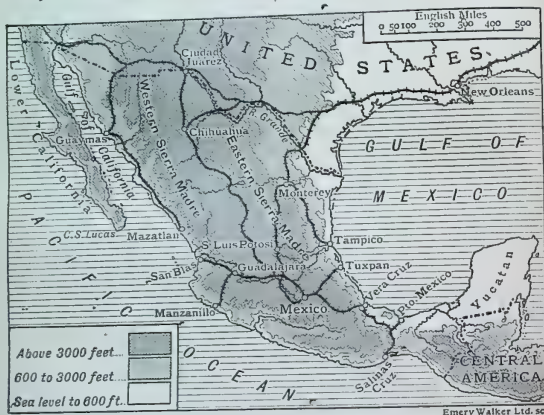 English Miles
0 50 100 200 300 400 500
UNITED STATES
Ciudad Juarez
New Orleans
Lower California
Gulf of California
Western Sierra Madre
Chihuahua
R. Grande
Guaymas
GULF OF MEXICO
Eastern Sierra Madre
Monterey
C.S. Lucas
Mazatlan
S. Luis Potosi
Tampico
San Blas
Guadalajara
Tuxpan
Yucatan
Vera Cruz
Pto. Mexico
Manzanillo
Mexico
PACIFIC OCEAN
Salinas Cruz
CENTRAL AMERICA
Above 3000 feet
600 to 3000 feet
Sea level to 600 ft.
Emery Walker Ltd. sc.